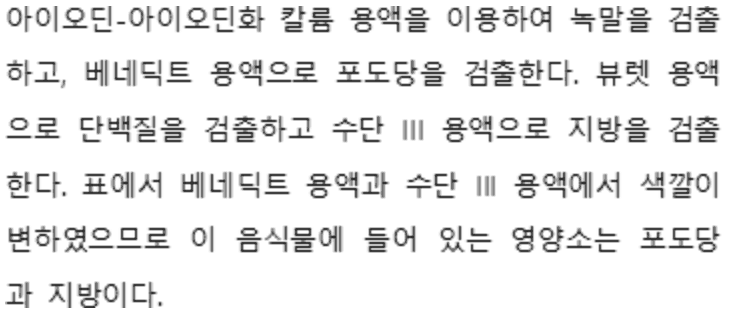 아이오딘-아이오딘화 칼륨 용액을 이용하여 녹말을 검출
하고, 베네딕트 용액으로 포도당을 검출한다. 뷰렛 용액
으로 단백질을 검출하고 수단 Ⅲ 용액으로 지방을 검출
한다. 표에서 베네딕트 용액과 수단 Ⅲ 용액에서 색깔이
변하였으므로 이 음식물에 들어 있는 영양소는 포도당
과 지방이다.